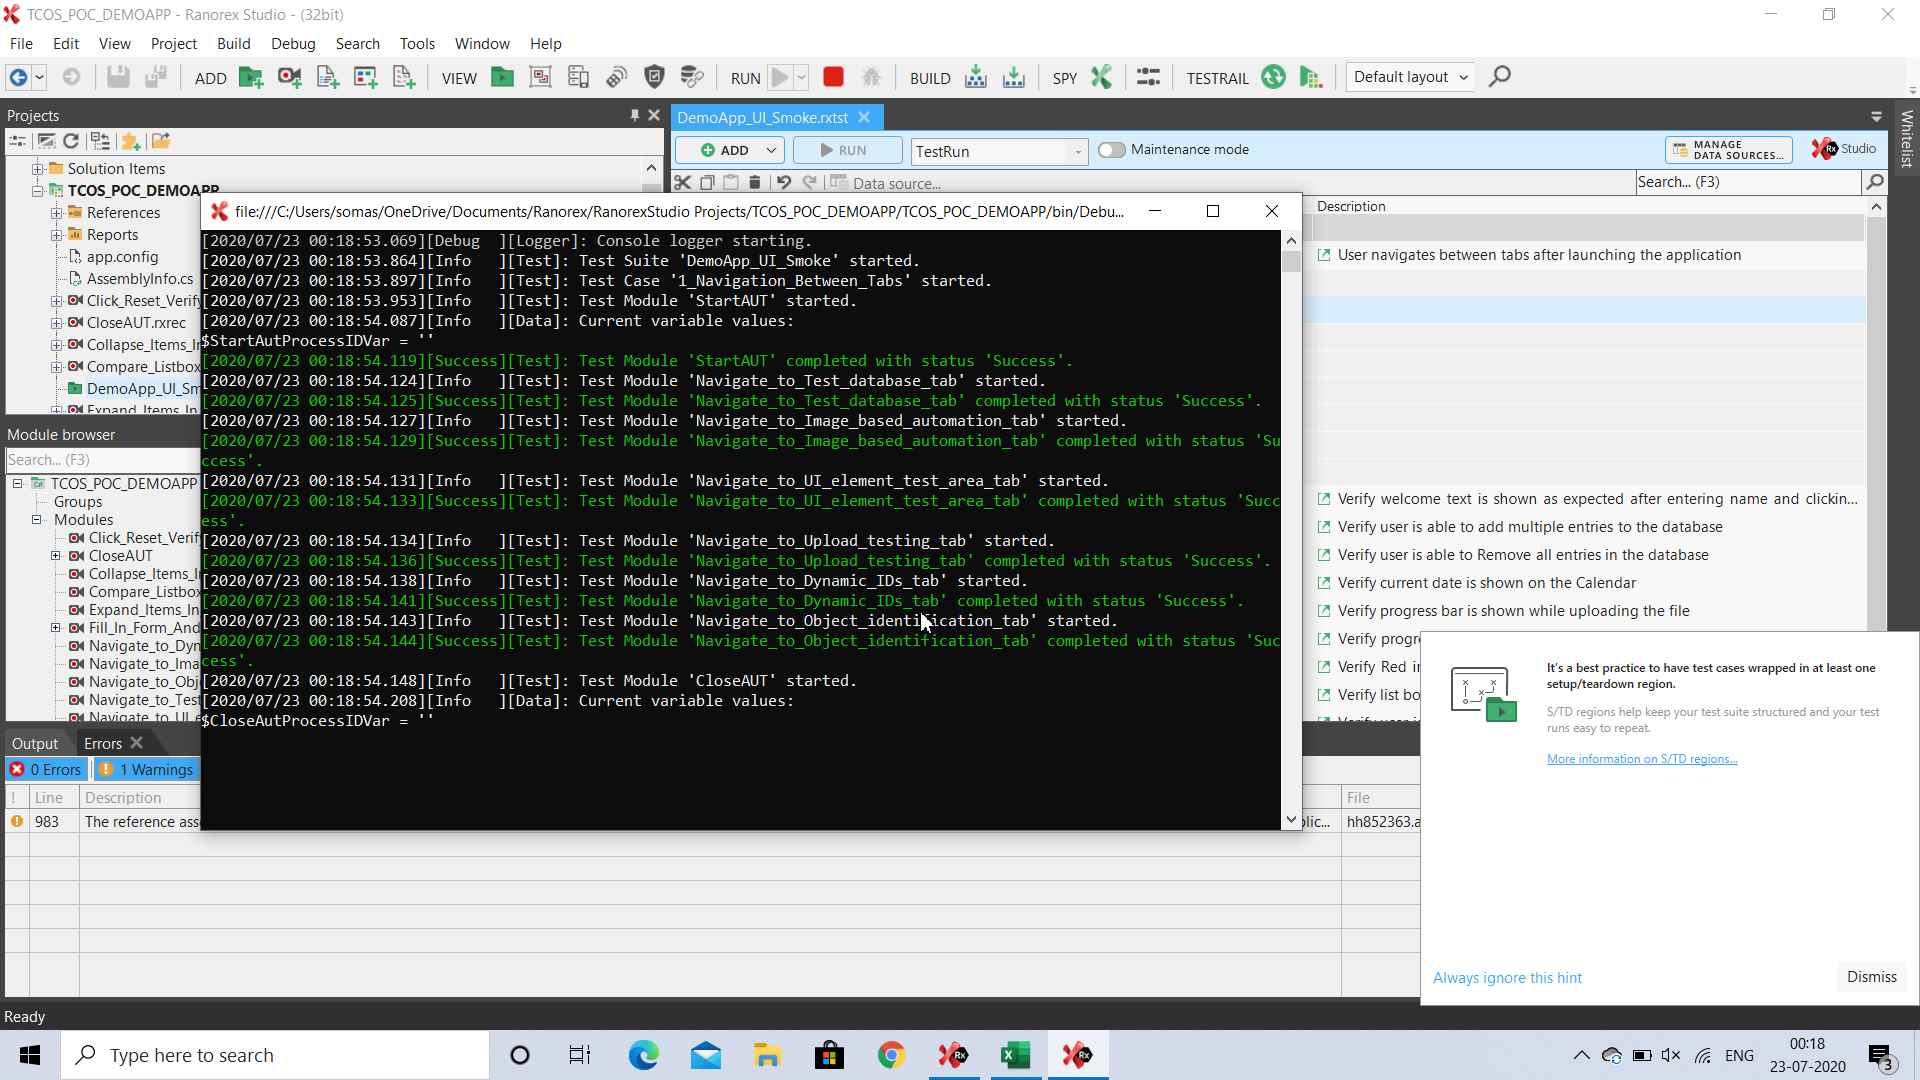 TCOS_POC_DEMOAPP - Ranorex Studio - (32bit)
File Edit View Project Build Debug Search Tools Window Help
ADD VIEW RUN BUILD SPY TESTRAIL Default layout
Projects
Solution Items
TCOS_POC_DEMOAPP
References
Reports
app.config
AssemblyInfo.cs
Click_Reset_Verify
CloseAUT.rxrec
Collapse_Items_In
Compare_Listbox
DemoApp_UI_Sm
Expand_Items_In
Module browser
Search... (F3)
TCOS_POC_DEMOAPP
Groups
Modules
Click_Reset_Verif
CloseAUT
Collapse_Items_I
Compare_Listbo
Expand_Items_In
Fill_In_Form_And
Navigate_to_Dyn
Navigate_to_Ima
Navigate_to_Obj
Navigate_to_Test
Navigate_to_UI_e
DemoApp_UI_Smoke.rxtst
ADD RUN TestRun Maintenance mode MANAGE
DATA SOURCES... Studio
Data source... Search... (F3)
Whitelist
file:///C:/Users/somas/OneDrive/Documents/Ranorex/RanorexStudio Projects/TCOS_POC_DEMOAPP/TCOS_POC_DEMOAPP/bin/Debu...
[2020/07/23 00:18:53.069][Debug  ][Logger]: Console logger starting.
[2020/07/23 00:18:53.864][Info   ][Test]: Test Suite 'DemoApp_UI_Smoke' started.
[2020/07/23 00:18:53.897][Info   ][Test]: Test Case '1_Navigation_Between_Tabs' started.
[2020/07/23 00:18:53.953][Info   ][Test]: Test Module 'StartAUT' started.
[2020/07/23 00:18:54.087][Info   ][Data]: Current variable values:
$StartAutProcessIDVar = ''
[2020/07/23 00:18:54.119][Success][Test]: Test Module 'StartAUT' completed with status 'Success'.
[2020/07/23 00:18:54.124][Info   ][Test]: Test Module 'Navigate_to_Test_database_tab' started.
[2020/07/23 00:18:54.125][Success][Test]: Test Module 'Navigate_to_Test_database_tab' completed with status 'Success'.
[2020/07/23 00:18:54.127][Info   ][Test]: Test Module 'Navigate_to_Image_based_automation_tab' started.
[2020/07/23 00:18:54.129][Success][Test]: Test Module 'Navigate_to_Image_based_automation_tab' completed with status 'Su
ccess'.
[2020/07/23 00:18:54.131][Info   ][Test]: Test Module 'Navigate_to_UI_element_test_area_tab' started.
[2020/07/23 00:18:54.133][Success][Test]: Test Module 'Navigate_to_UI_element_test_area_tab' completed with status 'Succ
ess'.
[2020/07/23 00:18:54.134][Info   ][Test]: Test Module 'Navigate_to_Upload_testing_tab' started.
[2020/07/23 00:18:54.136][Success][Test]: Test Module 'Navigate_to_Upload_testing_tab' completed with status 'Success'.
[2020/07/23 00:18:54.138][Info   ][Test]: Test Module 'Navigate_to_Dynamic_IDs_tab' started.
[2020/07/23 00:18:54.141][Success][Test]: Test Module 'Navigate_to_Dynamic_IDs_tab' completed with status 'Success'.
[2020/07/23 00:18:54.143][Info   ][Test]: Test Module 'Navigate_to_Object_identification_tab' started.
[2020/07/23 00:18:54.144][Success][Test]: Test Module 'Navigate_to_Object_identification_tab' completed with status 'Suc
cess'.
[2020/07/23 00:18:54.148][Info   ][Test]: Test Module 'CloseAUT' started.
[2020/07/23 00:18:54.208][Info   ][Data]: Current variable values:
$CloseAutProcessIDVar = ''
Description
User navigates between tabs after launching the application
Verify welcome text is shown as expected after entering name and clickin...
Verify user is able to add multiple entries to the database
Verify user is able to Remove all entries in the database
Verify current date is shown on the Calendar
Verify progress bar is shown while uploading the file
Verify progre
Verify Red ir
Verify list bo
It's a best practice to have test cases wrapped in at least one
setup/teardown region.
S/TD regions help keep your test suite structured and your test
runs easy to repeat.
More information on S/TD regions...
Always ignore this hint Dismiss
Output Errors
0 Errors 1 Warnings
! Line Description File
983 The reference ass plic... hh852363.a
Ready
Type here to search
ENG
00:18
23-07-2020
3